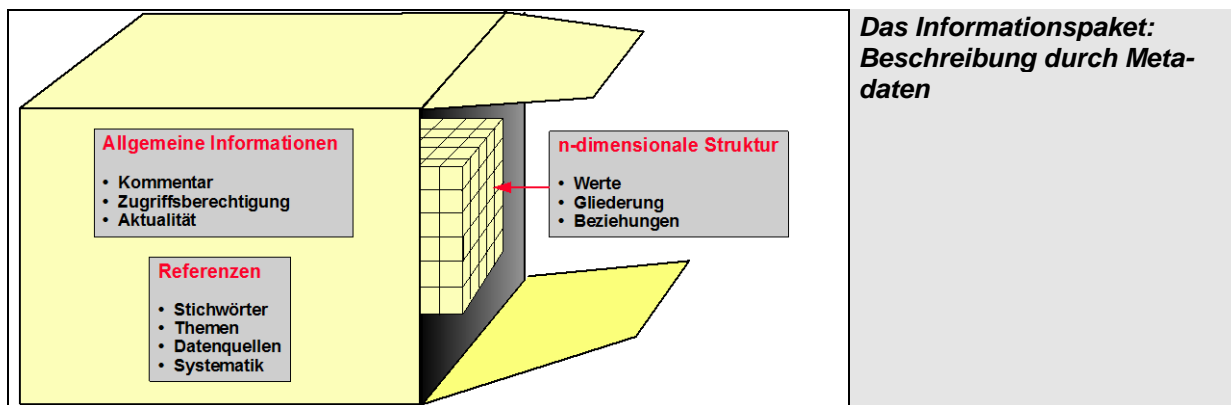 Das Informationspaket:
Beschreibung durch Meta-
daten
Allgemeine Informationen
• Kommentar
• Zugriffsberechtigung
• Aktualität
n-dimensionale Struktur
• Werte
• Gliederung
• Beziehungen
Referenzen
• Stichwörter
• Themen
• Datenquellen
• Systematik